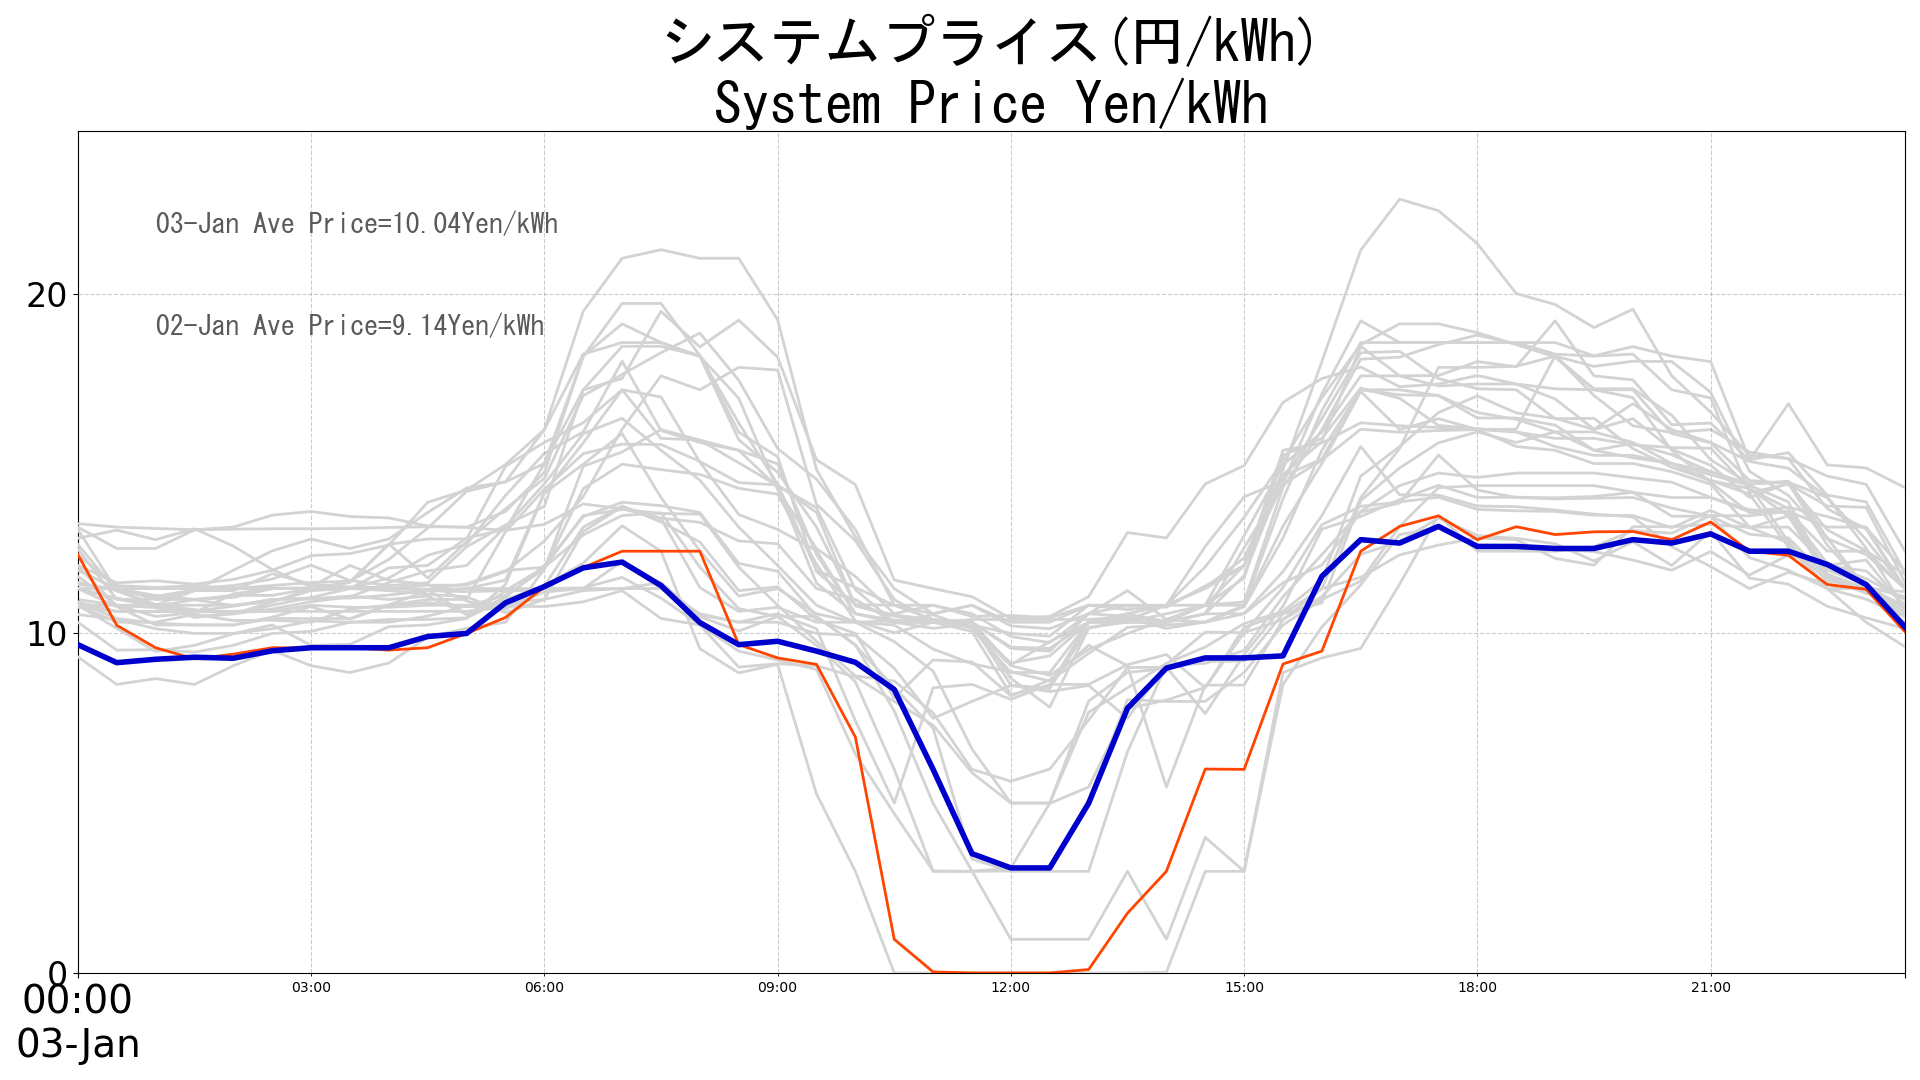 システムプライス(円/kWh)
System Price Yen/kWh
03-Jan Ave Price=10.04Yen/kWh
20
02-Jan Ave Price=9.14Yen/kWh
10
0
00:00 03:00 06:00 09:00 12:00 15:00 18:00 21:00
03-Jan